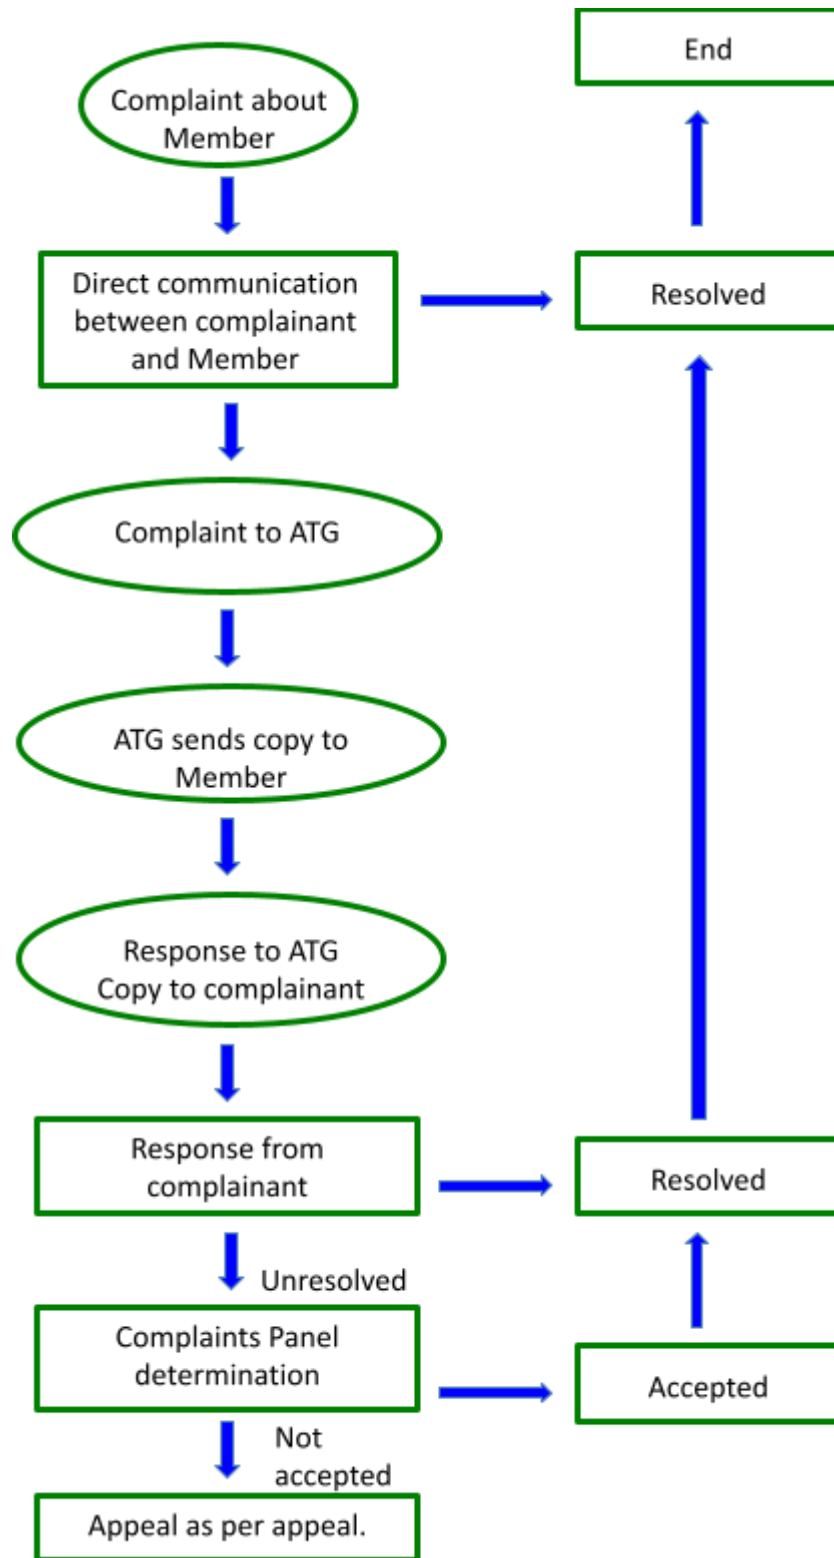 Complaint about
Member
End
Direct communication
between complainant
and Member
Resolved
Complaint to ATG
ATG sends copy to
Member
Response to ATG
Copy to complainant
Response from
complainant
Resolved
Unresolved
Complaints Panel
determination
Accepted
Not
accepted
Appeal as per appeal.